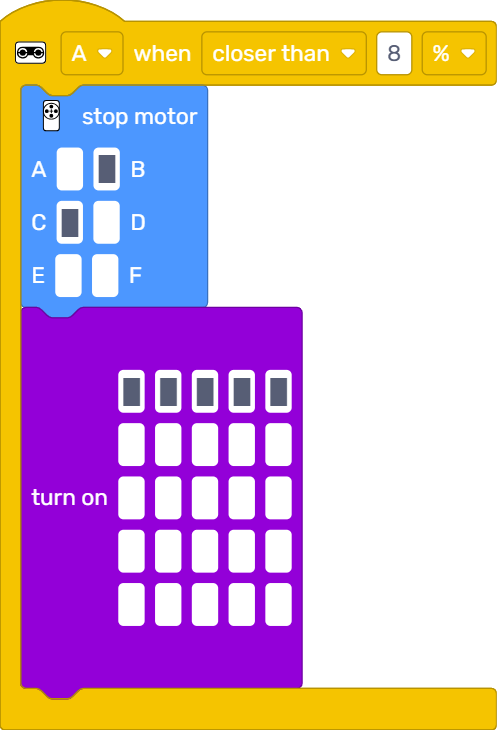 A when closer than 8 %
stop motor
A B
C D
E F
turn on